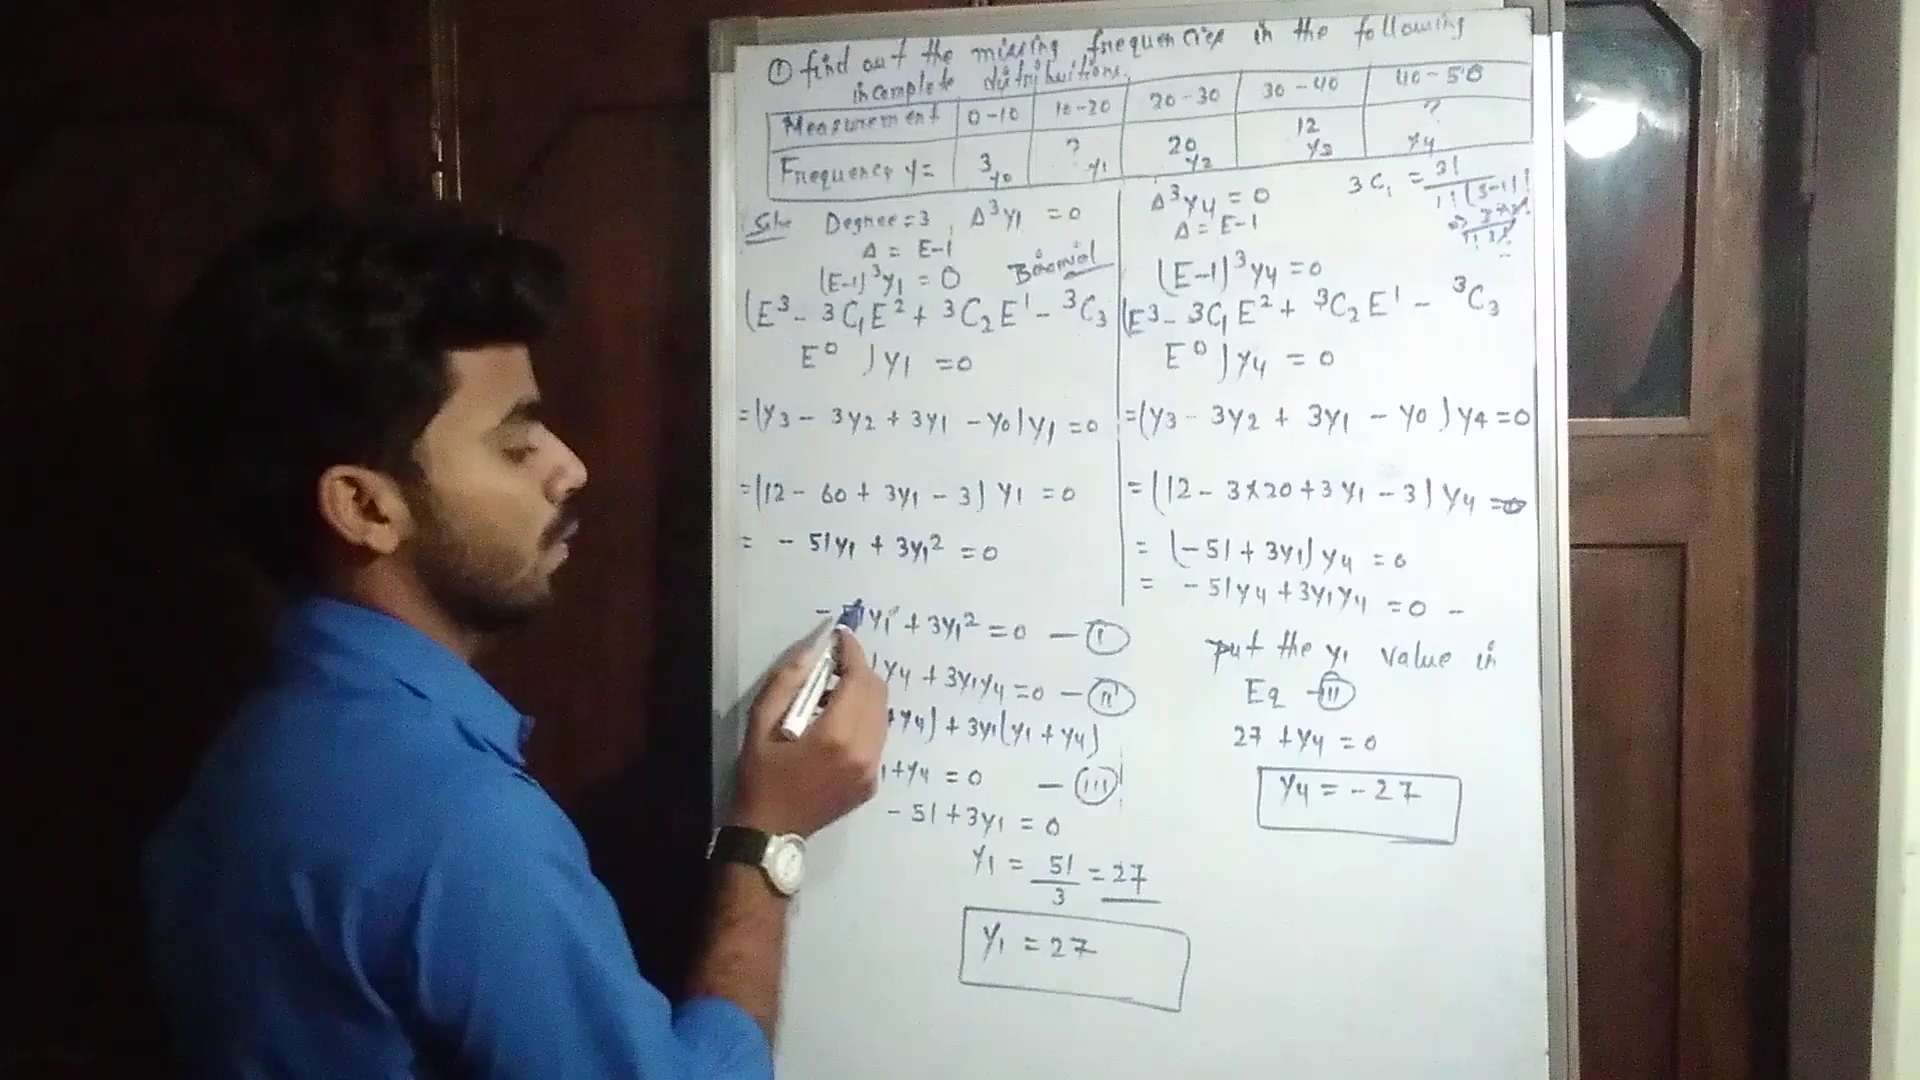 ① find out the missing frequencies in the following
incomplete distributions.
Measurement 0-10 10-20 20-30 30-40 40-50
Frequency y= 3 ? 20 12 ?
y0 y1 y2 y3 y4
Solve Degree = 3, Δ³y1 = 0
Δ = E-1
(E-1)³y1 = 0 Binomial
(E³ - 3C1E² + 3C2E¹ - ³C3
E⁰ )y1 = 0
=(y3 - 3y2 + 3y1 - y0)y1 = 0
=(12 - 60 + 3y1 - 3) y1 = 0
= - 51y1 + 3y1² = 0
y1 + 3y1² = 0 - (I)
y4 + 3y1y4 = 0 - (II)
y4) + 3y1(y1 + y4)
+y4 = 0 - (III)
- 51 + 3y1 = 0
y1 = 51/3 = 27
y1 = 27
Δ³y4 = 0
Δ = E-1
3C1 = 3!/1!(3-1)!
(E-1)³y4 = 0
(E³ - 3C1E² + ³C2E¹ - ³C3
E⁰ )y4 = 0
=(y3 - 3y2 + 3y1 - y0)y4 = 0
= (12 - 3×20 + 3y1 - 3) y4 = 0
= (-51 + 3y1) y4 = 0
= - 51y4 + 3y1y4 = 0 -
put the y1 value in
Eq - (II)
27 + y4 = 0
y4 = - 27